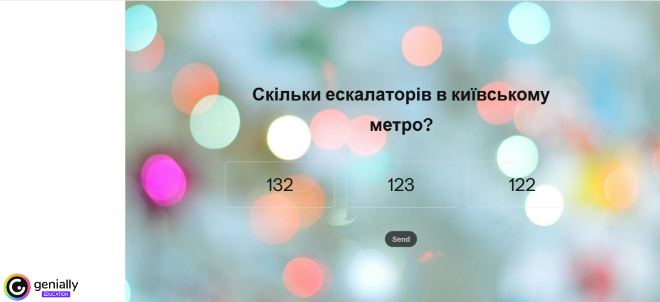 Скільки ескалаторів в київському
метро?
132 123 122
Send
genially
EDUCATION